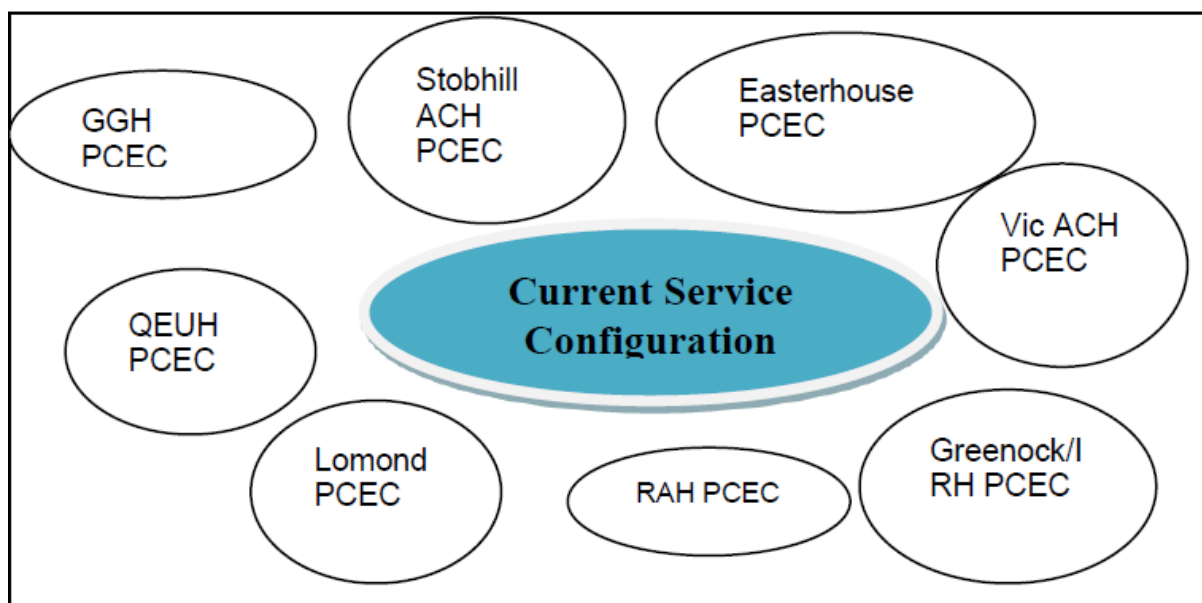 GGH
PCEC
Stobhill
ACH
PCEC
Easterhouse
PCEC
Vic ACH
PCEC
Current Service
Configuration
QEUH
PCEC
Lomond
PCEC
RAH PCEC
Greenock/I
RH PCEC